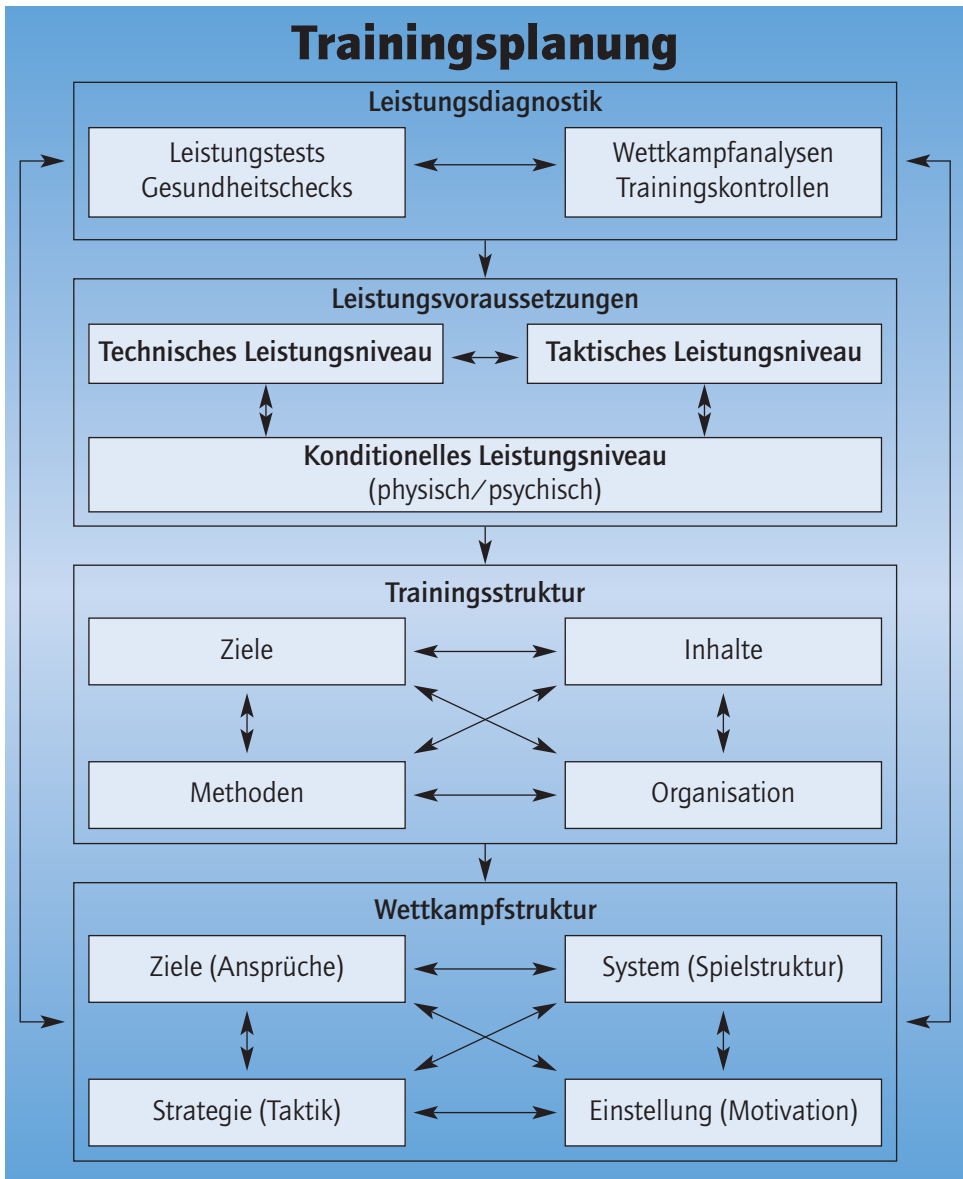 Trainingsplanung
Leistungsdiagnostik
Leistungstests
Gesundheitschecks
Wettkampfanalysen
Trainingskontrollen
Leistungsvoraussetzungen
Technisches Leistungsniveau
Taktisches Leistungsniveau
Konditionelles Leistungsniveau
(physisch/psychisch)
Trainingsstruktur
Ziele
Inhalte
Methoden
Organisation
Wettkampfstruktur
Ziele (Ansprüche)
System (Spielstruktur)
Strategie (Taktik)
Einstellung (Motivation)